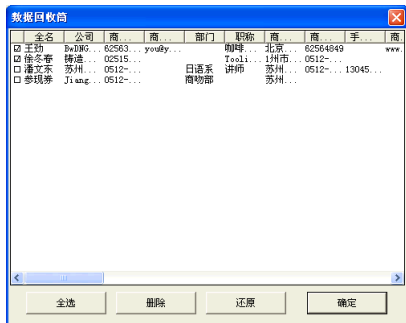 数据回收筒
全名 公司 商... 商... 部门 职称 商... 商... 手... 商
王劲 BwDNG... 62563... you@y... 咖啡... 北京... 62564849 www.
徐冬春 铸造... 02515... Tooli... 1州市... 0512-...
潘文东 苏州... 0512-... 日语系 讲师 苏州... 0512-... 13045...
参现券 Jiang... 0512-... 商物部 苏州...
全选 删除 还原 确定